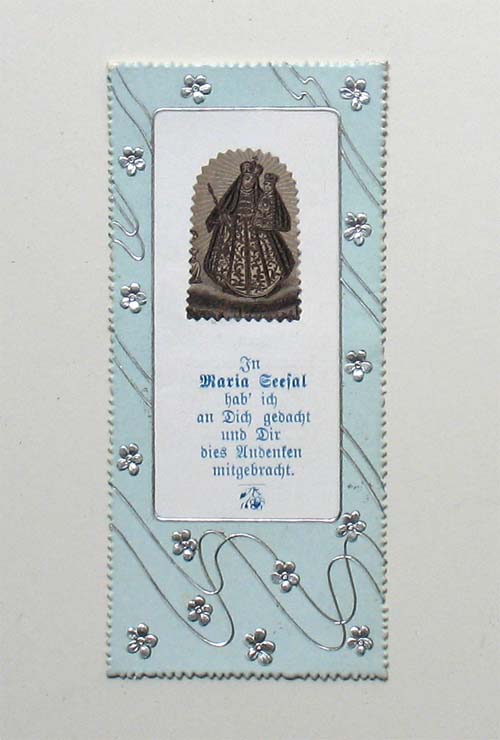 In
Maria Seesal
hab' ich
an Dich gedacht
und Dir
dies Andenken
mitgebracht.